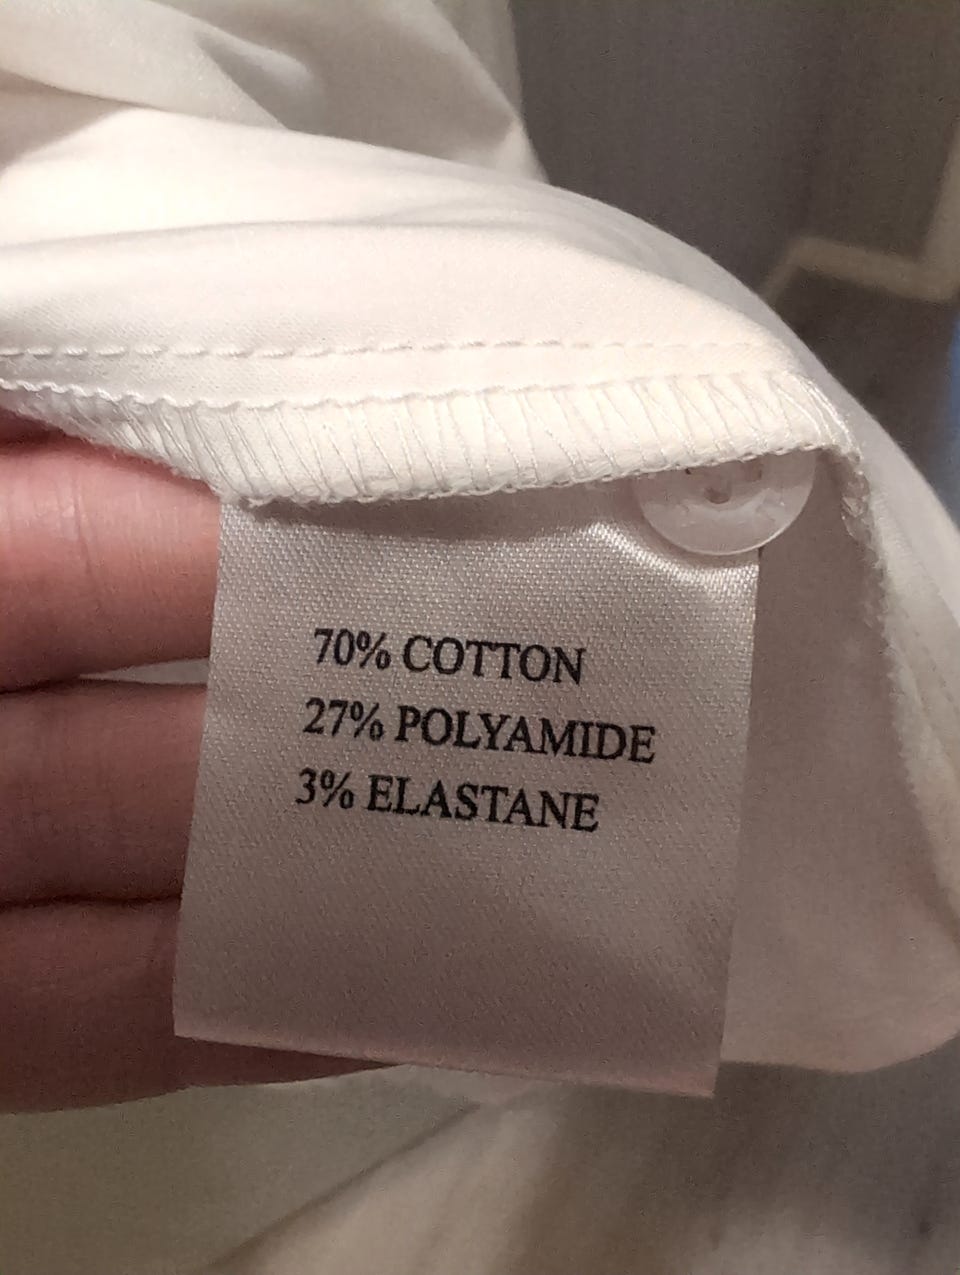 70% COTTON
27% POLYAMIDE
3% ELASTANE